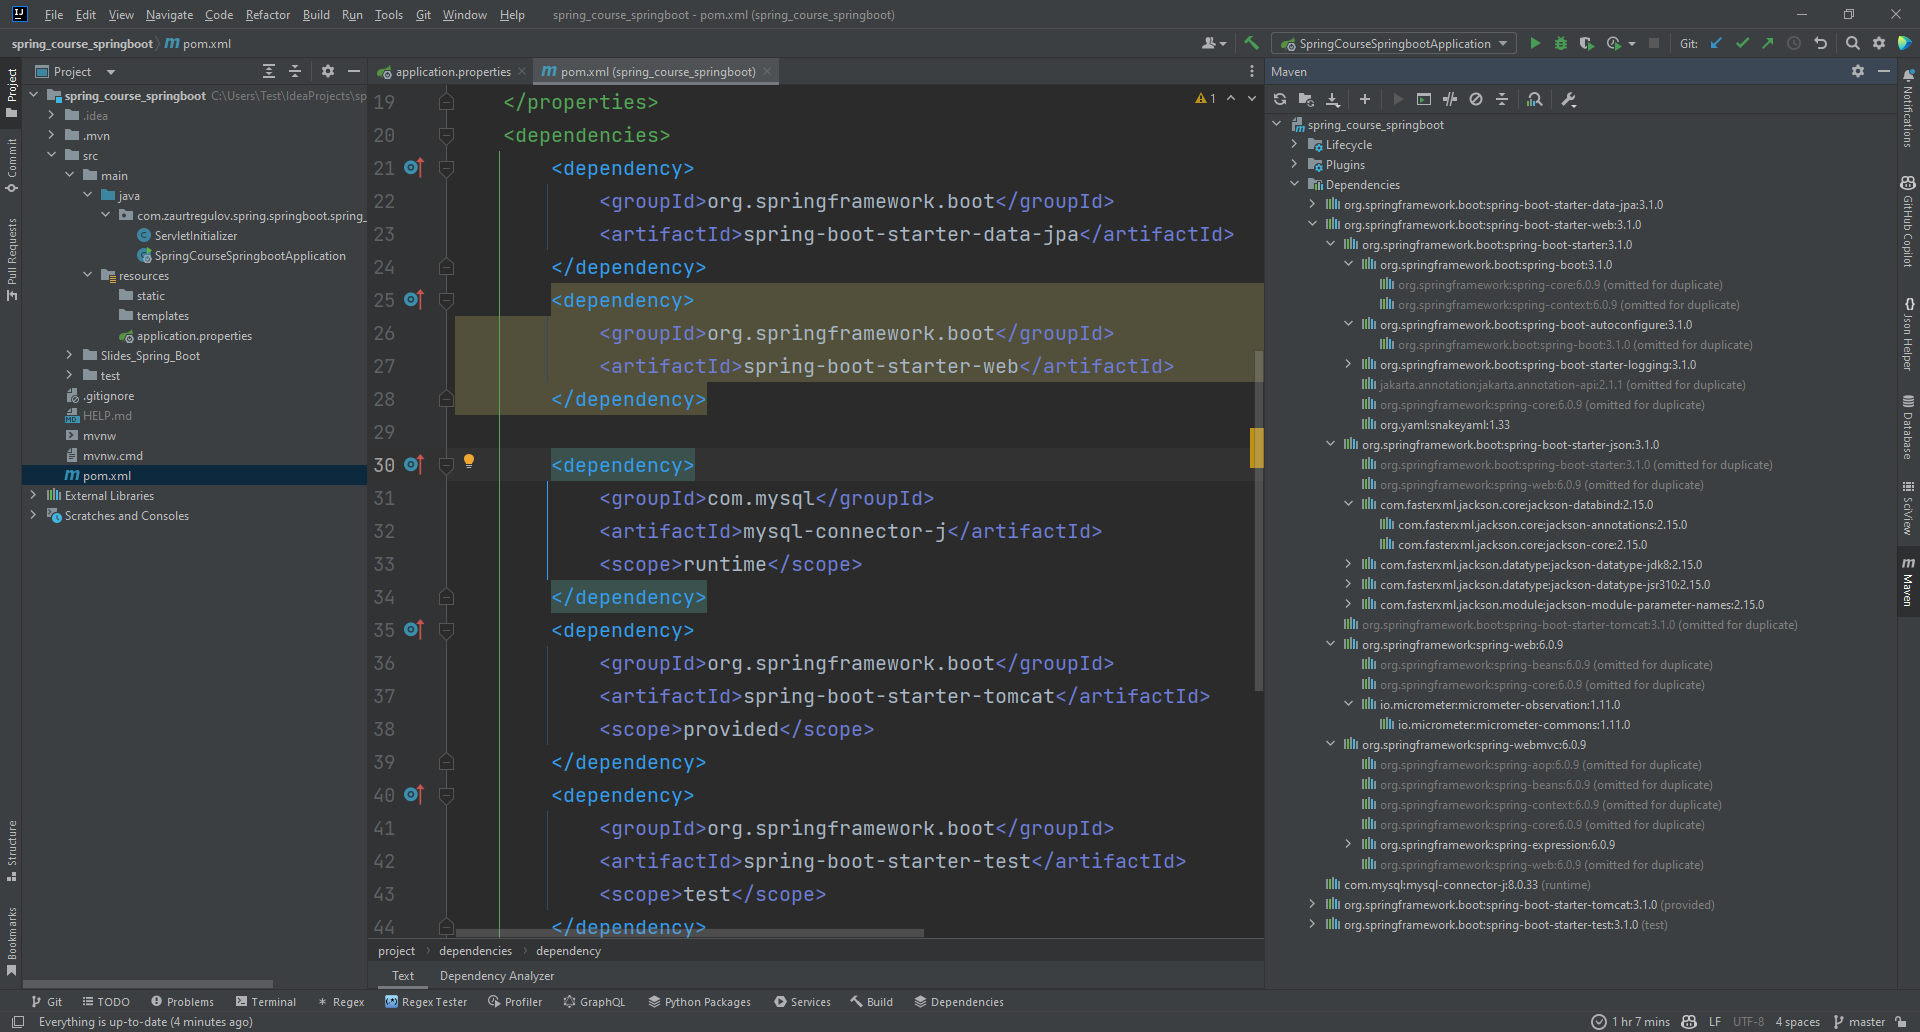 File Edit View Navigate Code Refactor Build Run Tools Git Window Help spring_course_springboot - pom.xml (spring_course_springboot)
spring_course_springboot pom.xml
SpringCourseSpringbootApplication
Git:
Project
spring_course_springboot C:\Users\Test\IdeaProjects\sp
.idea
.mvn
src
main
java
com.zaurtregulov.spring.springboot.spring_
ServletInitializer
SpringCourseSpringbootApplication
resources
static
templates
application.properties
Slides_Spring_Boot
test
.gitignore
HELP.md
mvnw
mvnw.cmd
pom.xml
External Libraries
Scratches and Consoles
Project
Commit
Pull Requests
Structure
Bookmarks
application.properties
pom.xml (spring_course_springboot)
1
19 </properties>
20 <dependencies>
21 <dependency>
22 <groupId>org.springframework.boot</groupId>
23 <artifactId>spring-boot-starter-data-jpa</artifactId>
24 </dependency>
25 <dependency>
26 <groupId>org.springframework.boot</groupId>
27 <artifactId>spring-boot-starter-web</artifactId>
28 </dependency>
29
30 <dependency>
31 <groupId>com.mysql</groupId>
32 <artifactId>mysql-connector-j</artifactId>
33 <scope>runtime</scope>
34 </dependency>
35 <dependency>
36 <groupId>org.springframework.boot</groupId>
37 <artifactId>spring-boot-starter-tomcat</artifactId>
38 <scope>provided</scope>
39 </dependency>
40 <dependency>
41 <groupId>org.springframework.boot</groupId>
42 <artifactId>spring-boot-starter-test</artifactId>
43 <scope>test</scope>
44 </dependency>
project dependencies dependency
Text Dependency Analyzer
Maven
spring_course_springboot
Lifecycle
Plugins
Dependencies
org.springframework.boot:spring-boot-starter-data-jpa:3.1.0
org.springframework.boot:spring-boot-starter-web:3.1.0
org.springframework.boot:spring-boot-starter:3.1.0
org.springframework.boot:spring-boot:3.1.0
org.springframework:spring-core:6.0.9 (omitted for duplicate)
org.springframework:spring-context:6.0.9 (omitted for duplicate)
org.springframework.boot:spring-boot-autoconfigure:3.1.0
org.springframework.boot:spring-boot:3.1.0 (omitted for duplicate)
org.springframework.boot:spring-boot-starter-logging:3.1.0
jakarta.annotation:jakarta.annotation-api:2.1.1 (omitted for duplicate)
org.springframework:spring-core:6.0.9 (omitted for duplicate)
org.yaml:snakeyaml:1.33
org.springframework.boot:spring-boot-starter-json:3.1.0
org.springframework.boot:spring-boot-starter:3.1.0 (omitted for duplicate)
org.springframework:spring-web:6.0.9 (omitted for duplicate)
com.fasterxml.jackson.core:jackson-databind:2.15.0
com.fasterxml.jackson.core:jackson-annotations:2.15.0
com.fasterxml.jackson.core:jackson-core:2.15.0
com.fasterxml.jackson.datatype:jackson-datatype-jdk8:2.15.0
com.fasterxml.jackson.datatype:jackson-datatype-jsr310:2.15.0
com.fasterxml.jackson.module:jackson-module-parameter-names:2.15.0
org.springframework.boot:spring-boot-starter-tomcat:3.1.0 (omitted for duplicate)
org.springframework:spring-web:6.0.9
org.springframework:spring-beans:6.0.9 (omitted for duplicate)
org.springframework:spring-core:6.0.9 (omitted for duplicate)
io.micrometer:micrometer-observation:1.11.0
io.micrometer:micrometer-commons:1.11.0
org.springframework:spring-webmvc:6.0.9
org.springframework:spring-aop:6.0.9 (omitted for duplicate)
org.springframework:spring-beans:6.0.9 (omitted for duplicate)
org.springframework:spring-context:6.0.9 (omitted for duplicate)
org.springframework:spring-core:6.0.9 (omitted for duplicate)
org.springframework:spring-expression:6.0.9
org.springframework:spring-web:6.0.9 (omitted for duplicate)
com.mysql:mysql-connector-j:8.0.33 (runtime)
org.springframework.boot:spring-boot-starter-tomcat:3.1.0 (provided)
org.springframework.boot:spring-boot-starter-test:3.1.0 (test)
Notifications
GitHub Copilot
Json Helper
Database
SciView
Maven
Git TODO Problems Terminal Regex Regex Tester Profiler GraphQL Python Packages Services Build Dependencies
Everything is up-to-date (4 minutes ago)
1 hr 7 mins LF UTF-8 4 spaces master